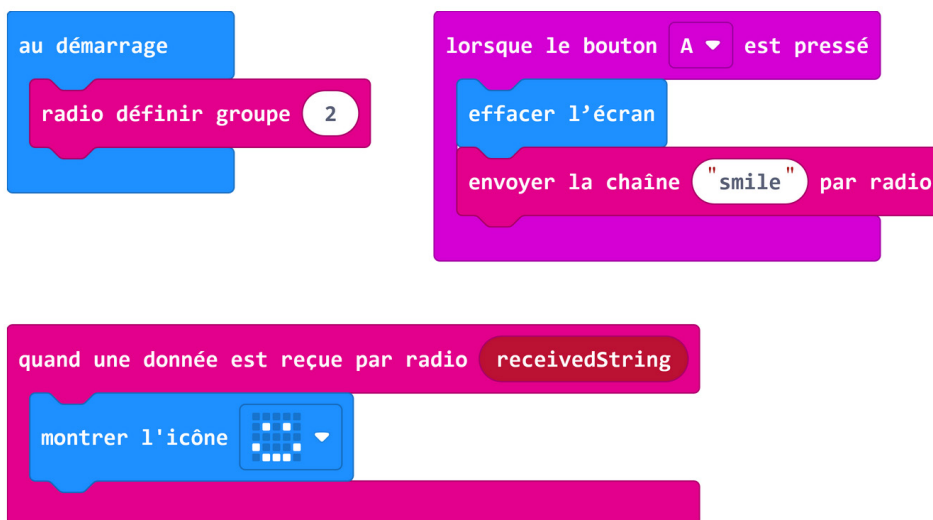 au démarrage
radio définir groupe 2
lorsque le bouton A est pressé
effacer l’écran
envoyer la chaîne "smile" par radio
quand une donnée est reçue par radio receivedString
montrer l'icône